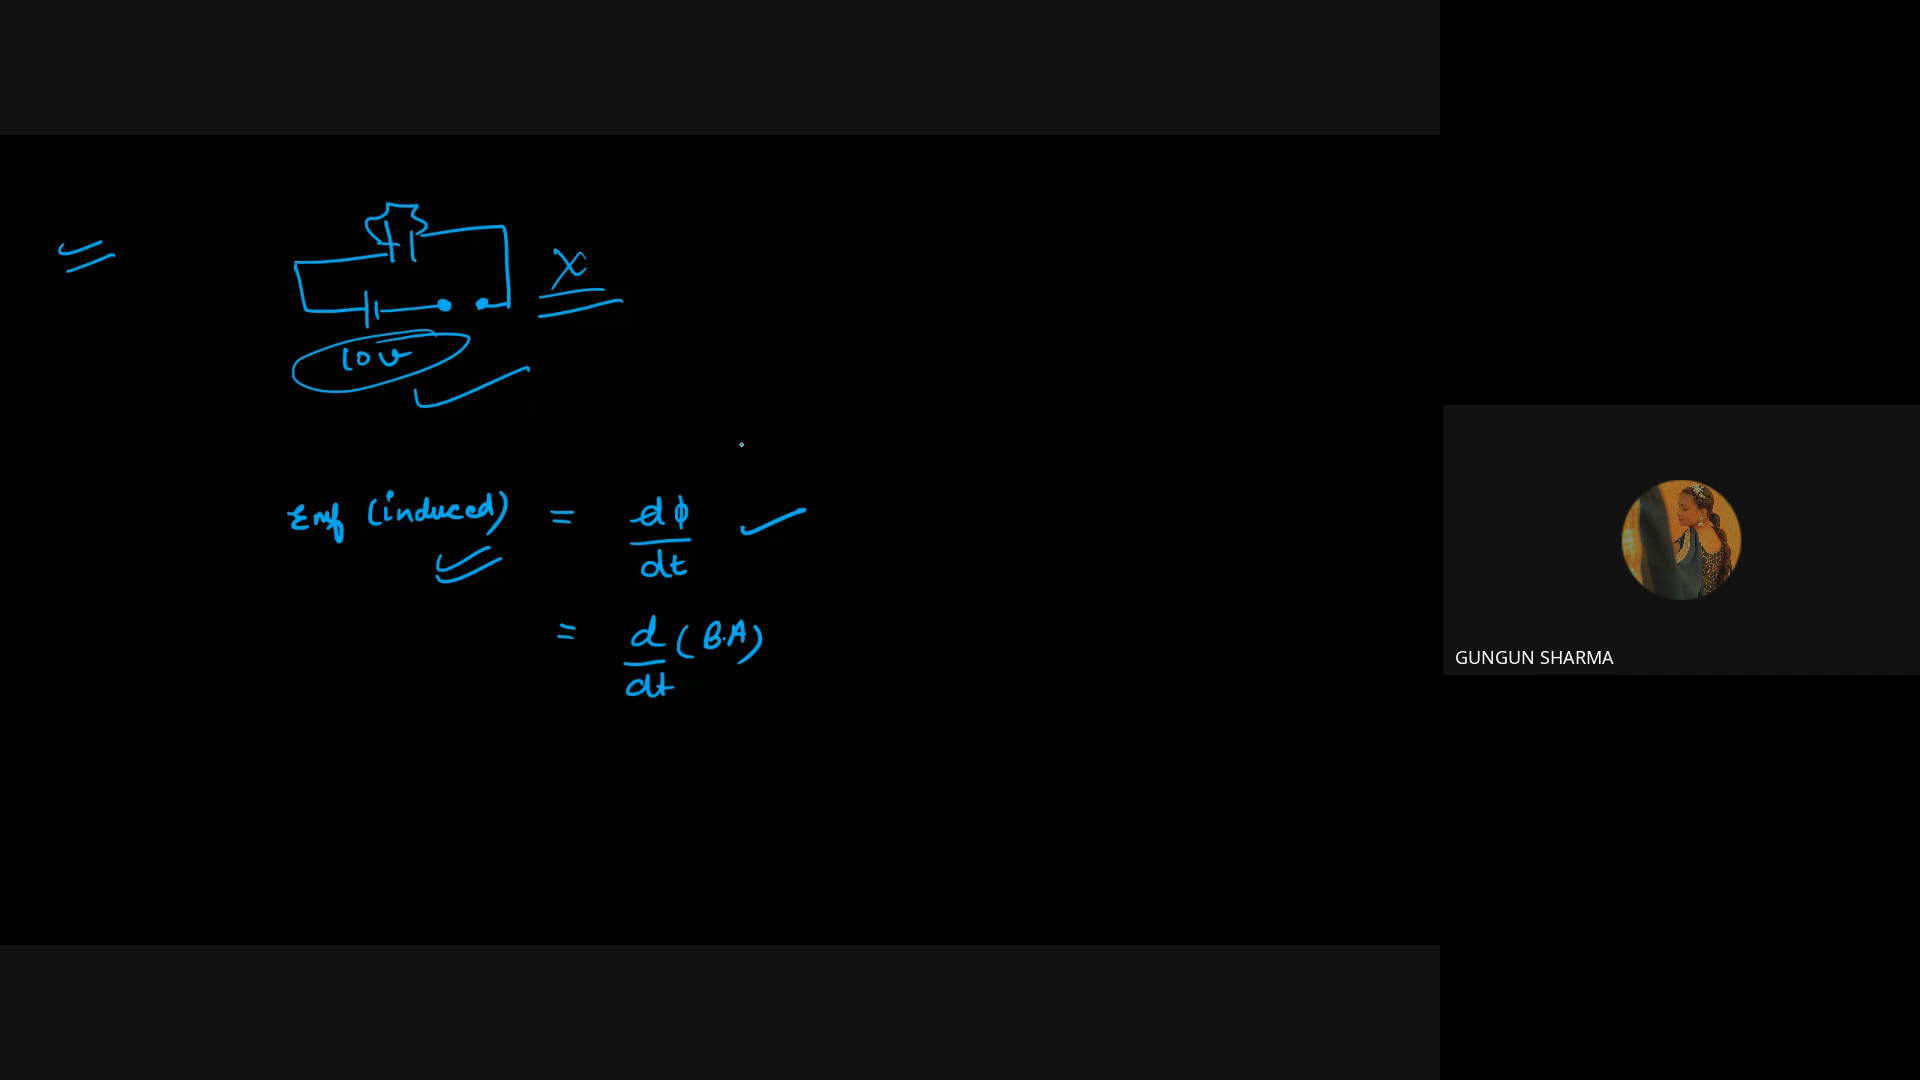 X
10v
Emf (induced) = dϕ/dt
= d/dt (B.A)
GUNGUN SHARMA